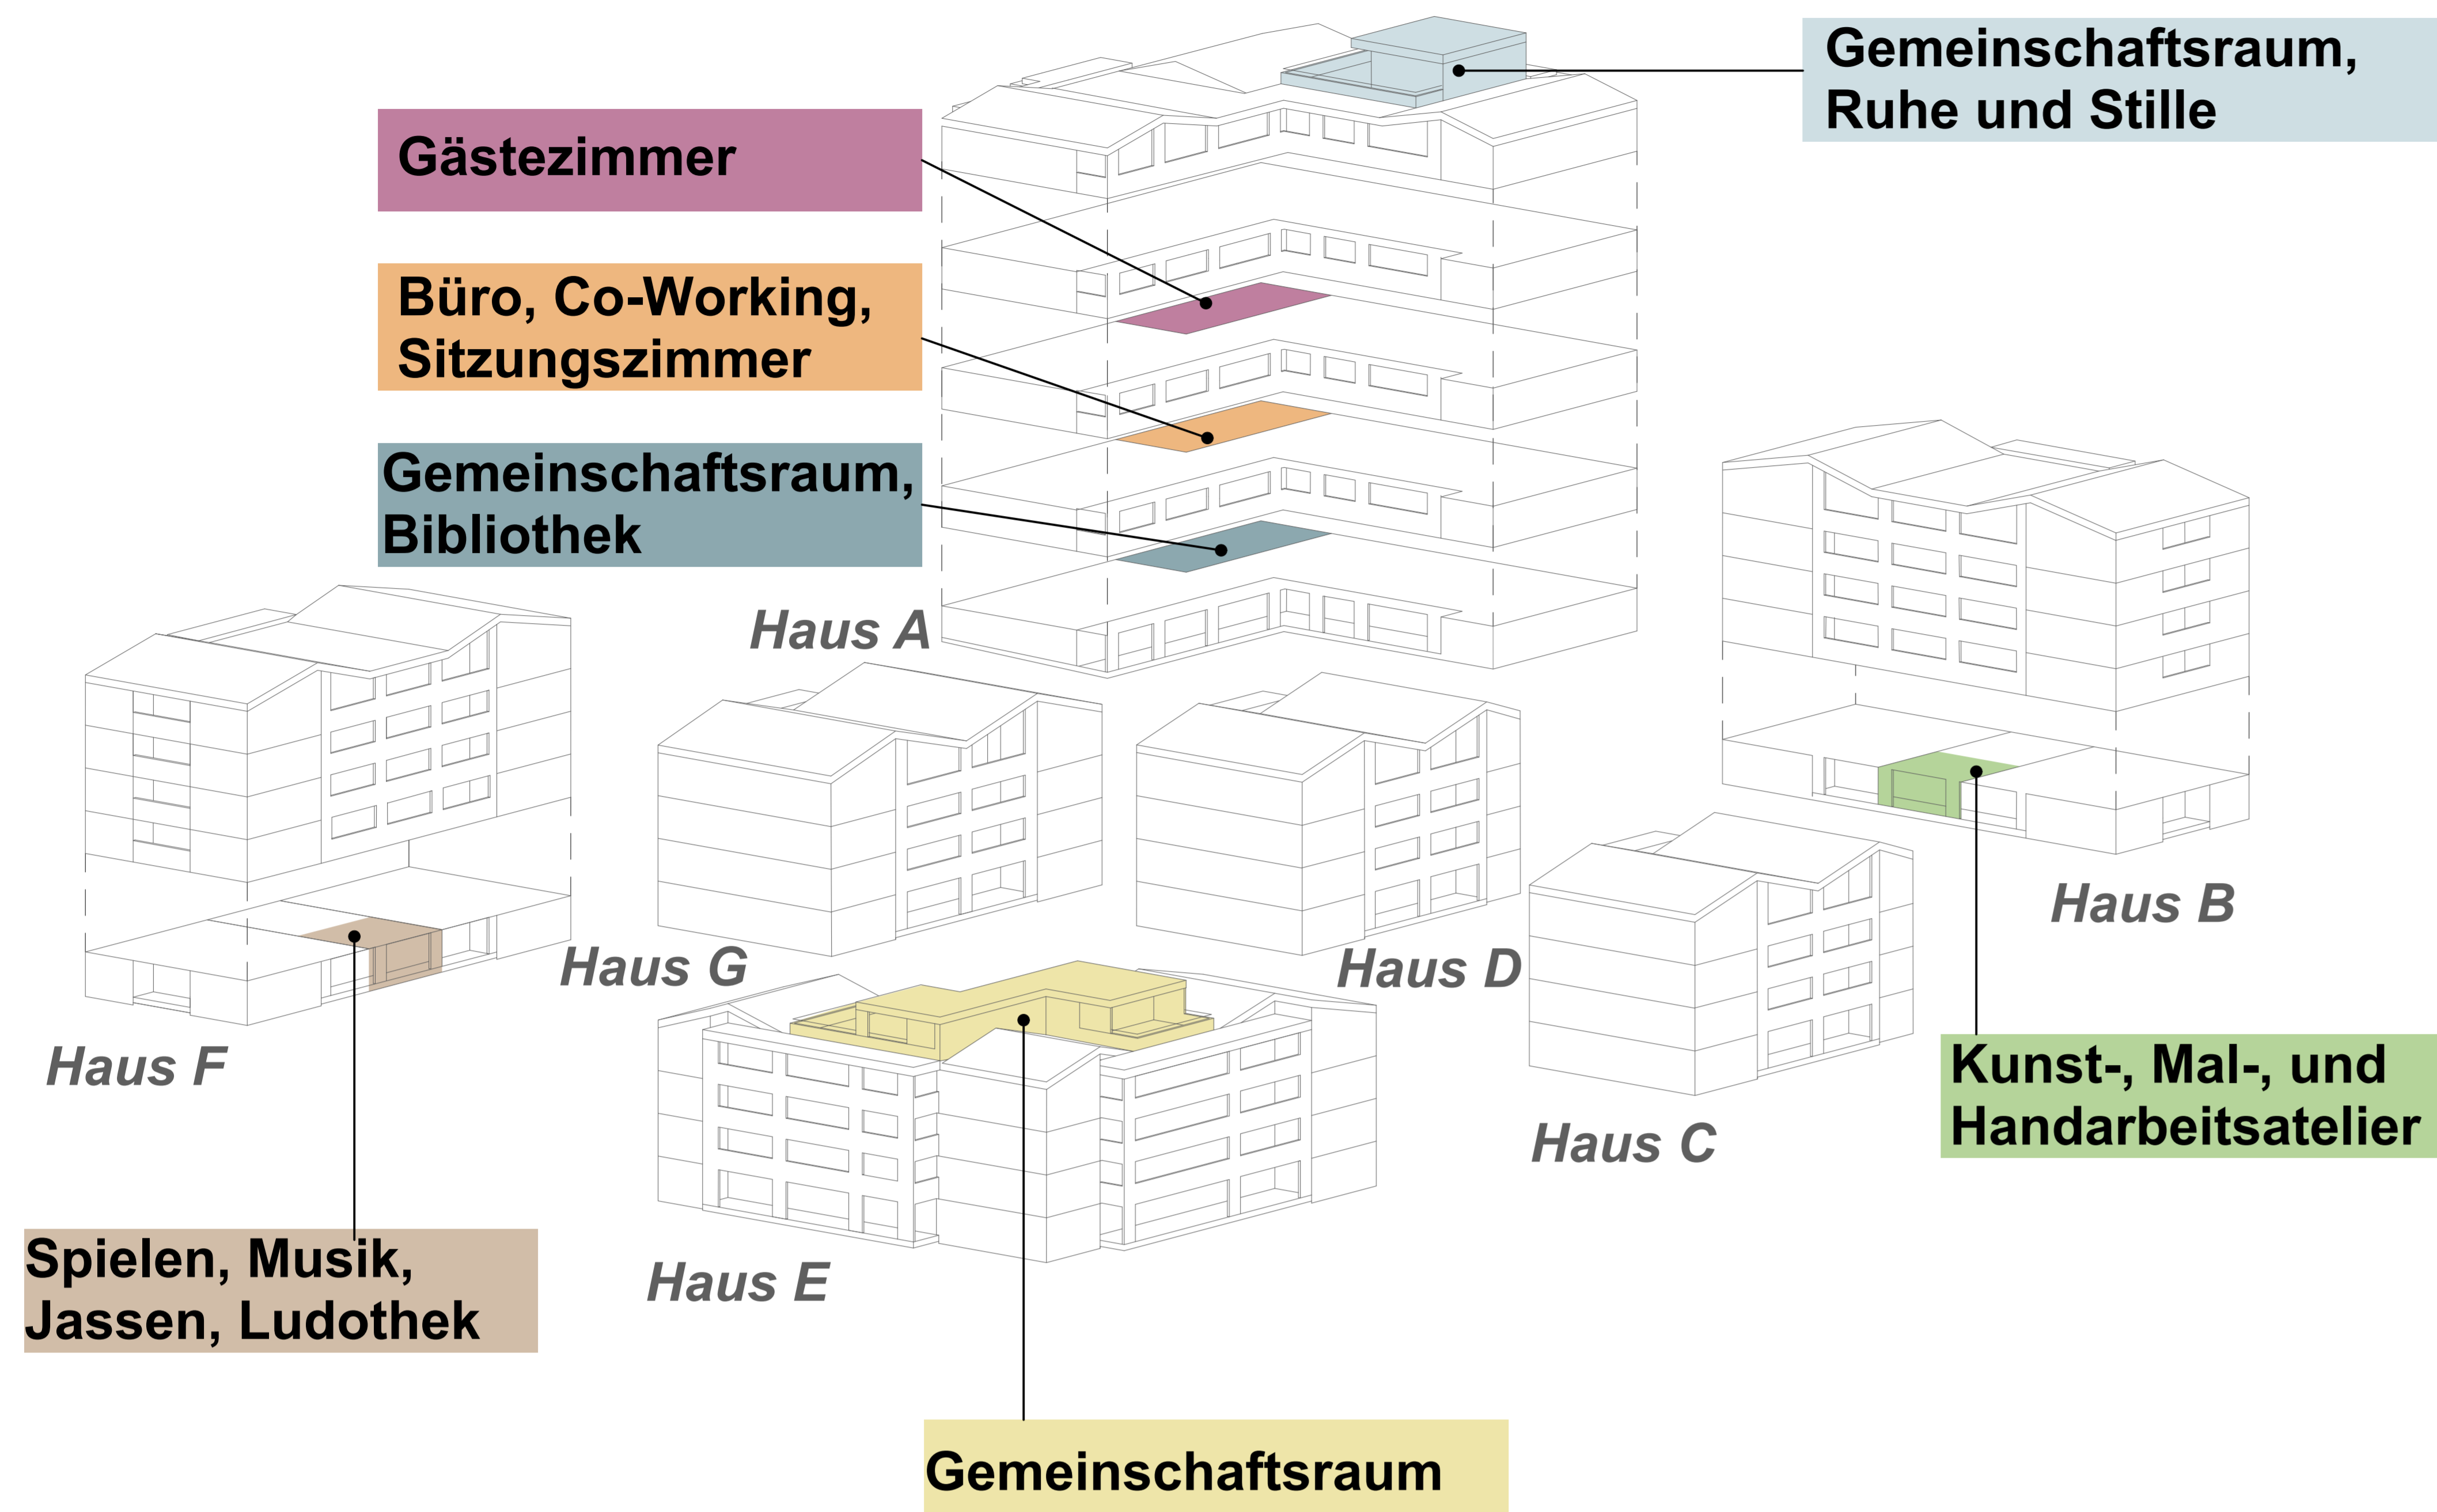 Gemeinschaftsraum,
Ruhe und Stille
Gästezimmer
Büro, Co-Working,
Sitzungszimmer
Gemeinschaftsraum,
Bibliothek
Haus A
Haus B
Haus G
Haus D
Haus F
Haus C
Haus E
Kunst-, Mal-, und
Handarbeitsatelier
Spielen, Musik,
Jassen, Ludothek
Gemeinschaftsraum